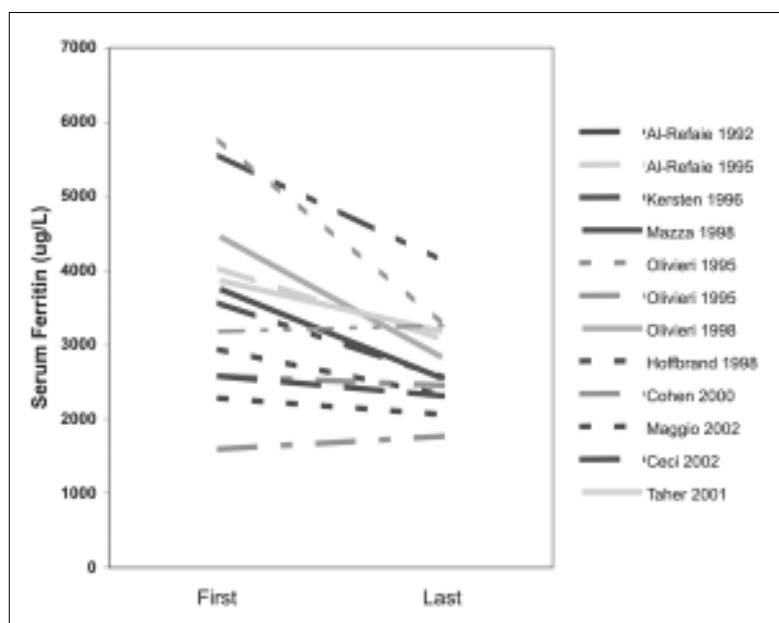 7000
6000
5000
4000
3000
2000
1000
0
Serum Ferritin (ug/L)
First
Last
Al-Refaie 1992
Al-Refaie 1995
Kersten 1996
Mazza 1998
Olivieri 1995
Olivieri 1995
Olivieri 1998
Hoffbrand 1998
Cohen 2000
Maggio 2002
Ceci 2002
Taher 2001